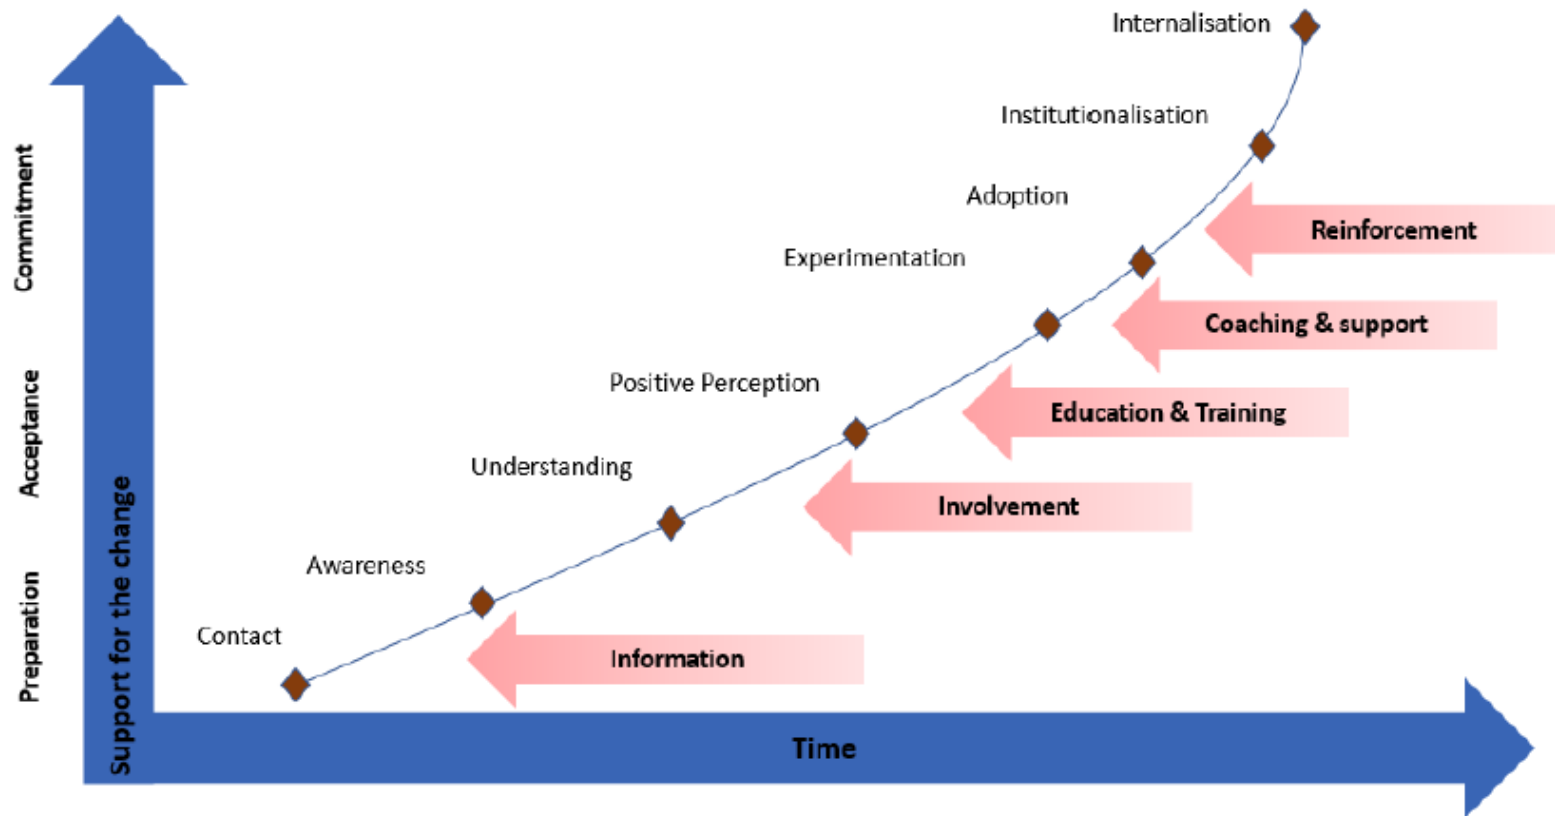 Internalisation
Institutionalisation
Adoption
Experimentation
Positive Perception
Understanding
Awareness
Contact
Commitment
Acceptance
Preparation
Support for the change
Reinforcement
Coaching & support
Education & Training
Involvement
Information
Time